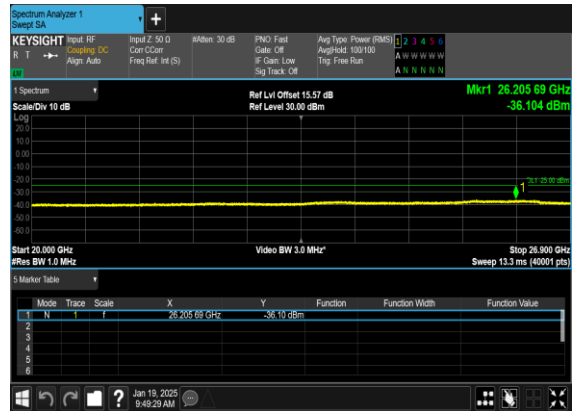 Spectrum Analyzer 1
Swept SA
+
KEYSIGHT Input: RF Input Z: 50 Ω #Atten: 30 dB PNO: Fast Avg Type: Power (RMS) 1 2 3 4 5 6
R T Coupling: DC Corr CCorr Gate: Off Avg|Hold: 100/100 A W W W W W
Align: Auto Freq Ref: Int (S) IF Gain: Low Trig: Free Run
Sig Track: Off A N N N N N
1 Spectrum Ref Lvl Offset 15.57 dB Mkr1 26.205 69 GHz
Scale/Div 10 dB Ref Level 30.00 dBm -36.104 dBm
Log
20.0
10.0
0.00
-10.0
-20.0
1 DL1 -25.00 dBm
-30.0
-40.0
-50.0
-60.0
Start 20.000 GHz Video BW 3.0 MHz* Stop 26.900 GHz
#Res BW 1.0 MHz Sweep 13.3 ms (40001 pts)
5 Marker Table
Mode Trace Scale X Y Function Function Width Function Value
1 N 1 f 26.205 69 GHz -36.10 dBm
2
3
4
5
6
? Jan 19, 2025
9:49:29 AM